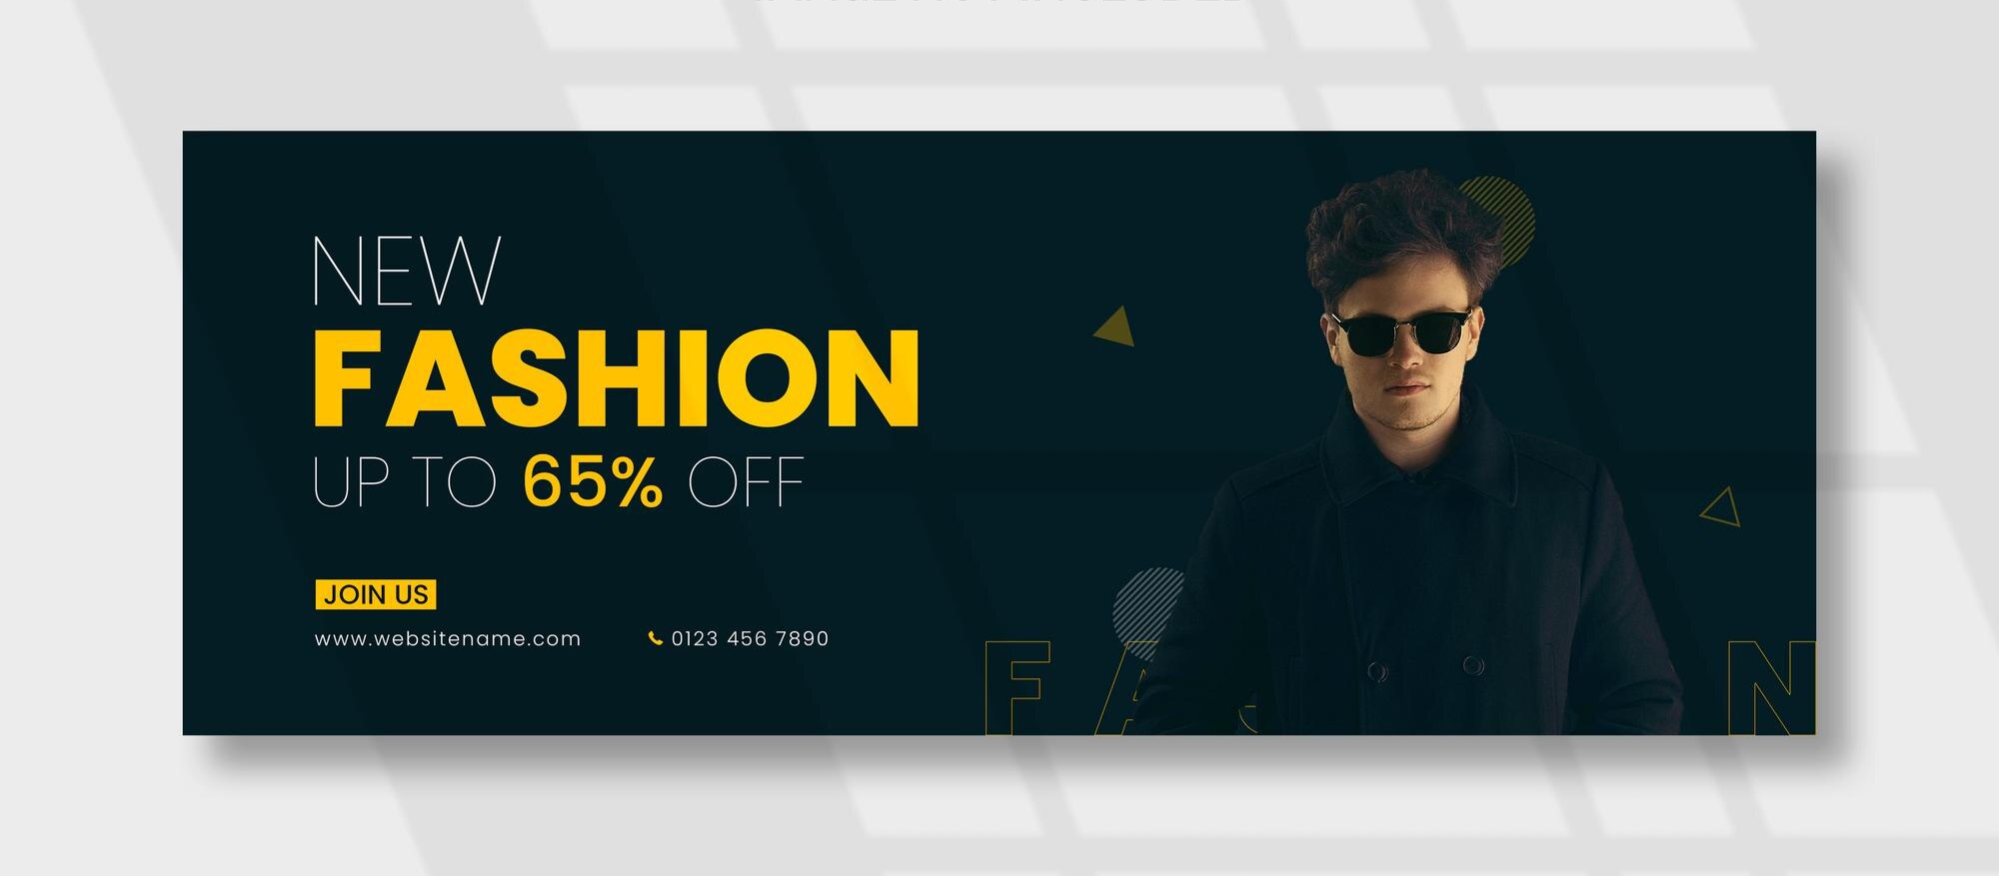 NEW
FASHION
UP TO 65% OFF
JOIN US
www.websitename.com
0123 456 7890
F A S N